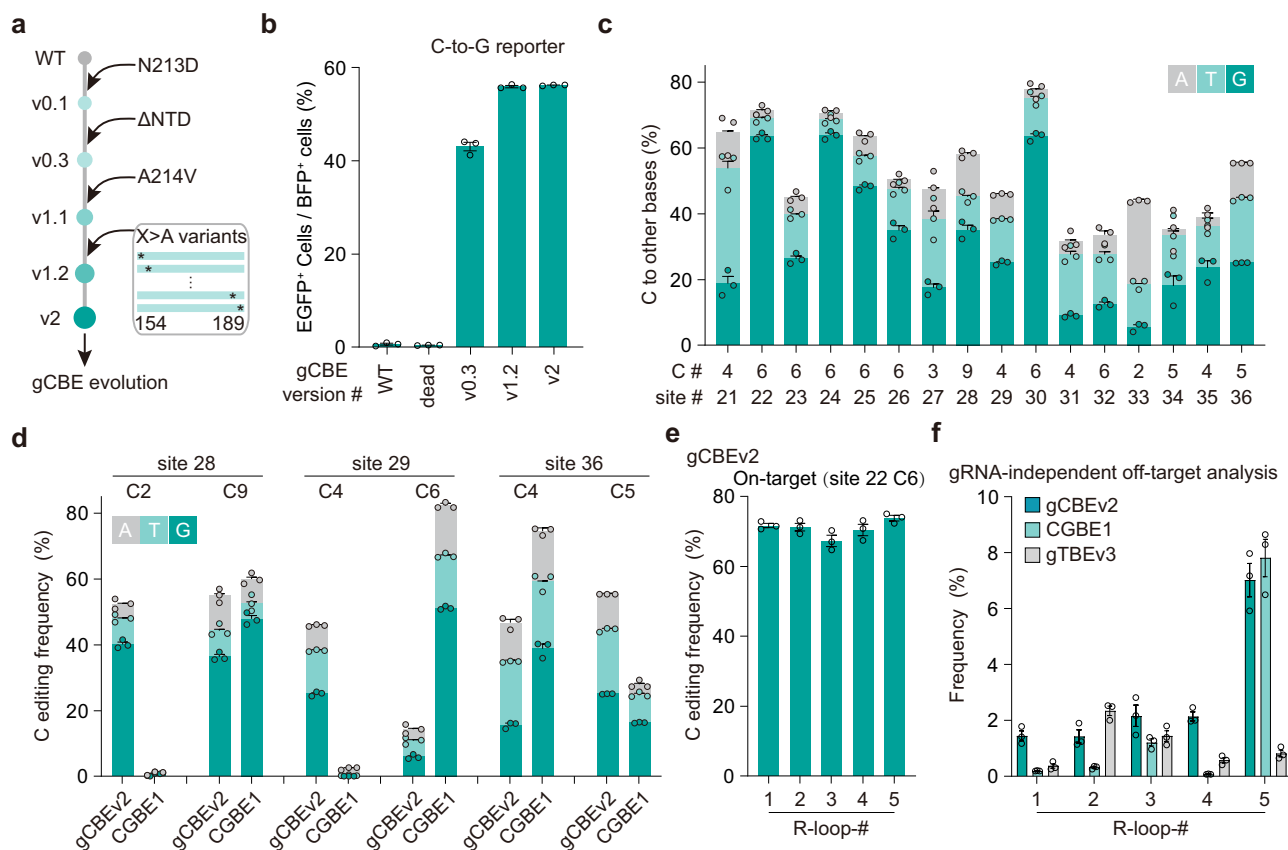 a
WT
N213D
v0.1
ΔNTD
v0.3
A214V
v1.1
X>A variants
*
*
⋮
*
*
154 189
v1.2
v2
gCBE evolution
b
C-to-G reporter
EGFP⁺ Cells / BFP⁺ cells (%)
60
40
20
0
gCBE version #
WT dead v0.3 v1.2 v2
c
A T G
C to other bases (%)
80
60
40
20
0
C # 4 6 6 6 6 6 3 9 4 6 4 6 2 5 4 5
site # 21 22 23 24 25 26 27 28 29 30 31 32 33 34 35 36
d
site 28 site 29 site 36
C2 C9 C4 C6 C4 C5
A T G
C editing frequency (%)
80
60
40
20
0
gCBEv2 CGBE1 gCBEv2 CGBE1 gCBEv2 CGBE1 gCBEv2 CGBE1 gCBEv2 CGBE1 gCBEv2 CGBE1
e
gCBEv2
On-target (site 22 C6)
C editing frequency (%)
80
60
40
20
0
1 2 3 4 5
R-loop-#
f
gRNA-independent off-target analysis
gCBEv2
CGBE1
gTBEv3
Frequency (%)
10
8
6
4
2
0
1 2 3 4 5
R-loop-#